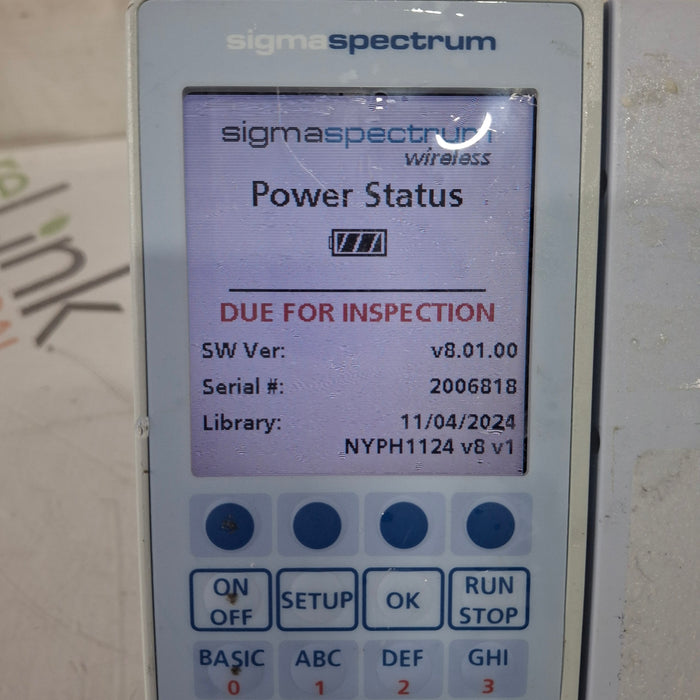 sigmaspectrum
sigmaspectrum
wireless
Power Status
DUE FOR INSPECTION
SW Ver: v8.01.00
Serial #: 2006818
Library: 11/04/2024
NYPH1124 v8 v1
ON OFF
SETUP
OK
RUN STOP
BASIC ABC DEF GHI
0 1 2 3